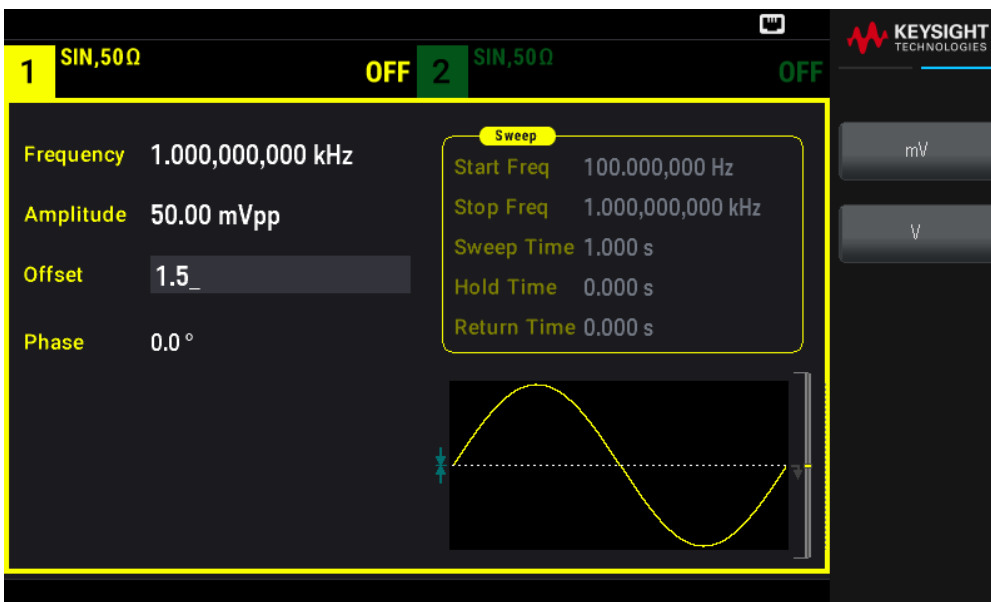 KEYSIGHT
TECHNOLOGIES
1 SIN,50Ω OFF
2 SIN,50Ω OFF
Frequency 1.000,000,000 kHz
Amplitude 50.00 mVpp
Offset 1.5_
Phase 0.0 °
Sweep
Start Freq 100.000,000 Hz
Stop Freq 1.000,000,000 kHz
Sweep Time 1.000 s
Hold Time 0.000 s
Return Time 0.000 s
mV
V